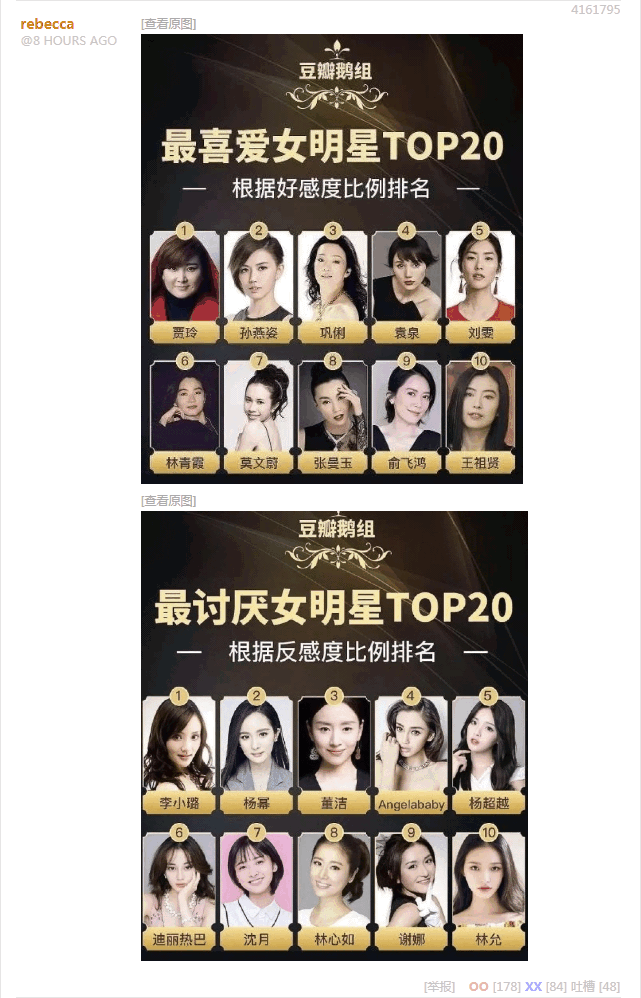 4161795
rebecca
@8 HOURS AGO
[查看原图]
豆瓣鹅组
最喜爱女明星TOP20
— 根据好感度比例排名 —
1 2 3 4 5
贾玲 孙燕姿 巩俐 袁泉 刘雯
6 7 8 9 10
林青霞 莫文蔚 张曼玉 俞飞鸿 王祖贤
[查看原图]
豆瓣鹅组
最讨厌女明星TOP20
— 根据反感度比例排名 —
1 2 3 4 5
李小璐 杨幂 董洁 Angelababy 杨超越
6 7 8 9 10
迪丽热巴 沈月 林心如 谢娜 林允
[举报] OO [178] XX [84] 吐槽 [48]